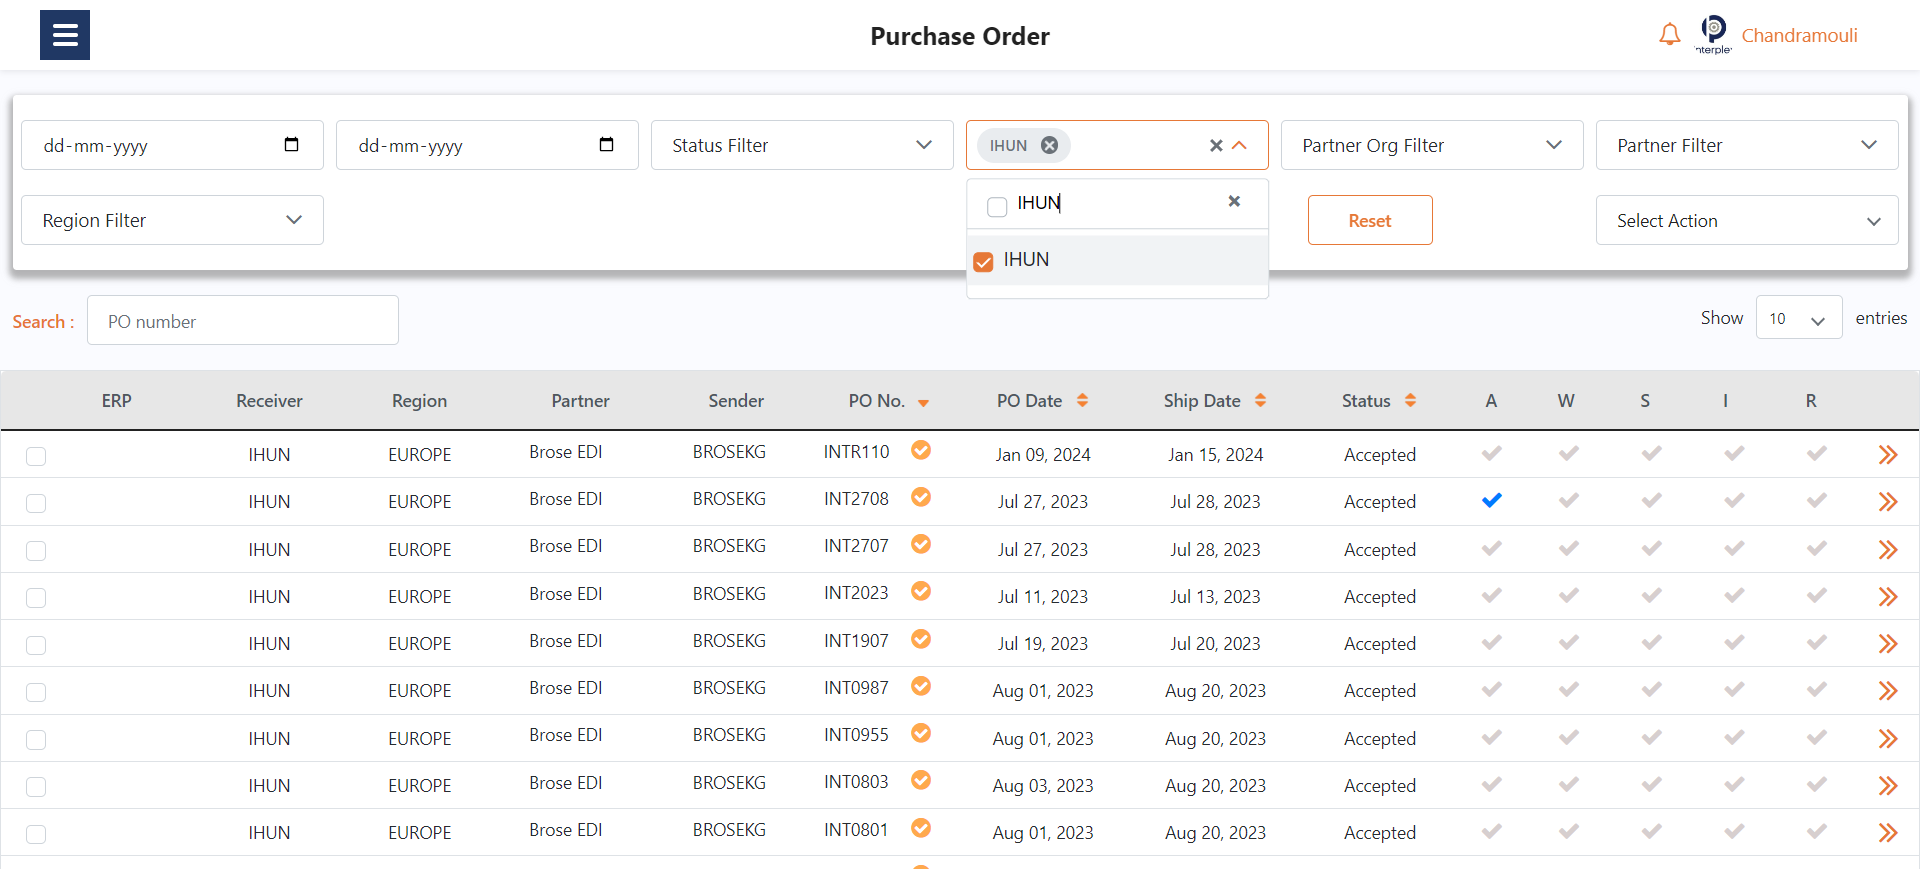 Purchase Order
nterple
Chandramouli
dd-mm-yyyy
dd-mm-yyyy
Status Filter
IHUN
Partner Org Filter
Partner Filter
Region Filter
IHUN
Reset
Select Action
IHUN
Search :
PO number
Show 10 entries
ERP Receiver Region Partner Sender PO No. PO Date Ship Date Status A W S I R
IHUN EUROPE Brose EDI BROSEKG INTR110 Jan 09, 2024 Jan 15, 2024 Accepted
IHUN EUROPE Brose EDI BROSEKG INT2708 Jul 27, 2023 Jul 28, 2023 Accepted
IHUN EUROPE Brose EDI BROSEKG INT2707 Jul 27, 2023 Jul 28, 2023 Accepted
IHUN EUROPE Brose EDI BROSEKG INT2023 Jul 11, 2023 Jul 13, 2023 Accepted
IHUN EUROPE Brose EDI BROSEKG INT1907 Jul 19, 2023 Jul 20, 2023 Accepted
IHUN EUROPE Brose EDI BROSEKG INT0987 Aug 01, 2023 Aug 20, 2023 Accepted
IHUN EUROPE Brose EDI BROSEKG INT0955 Aug 01, 2023 Aug 20, 2023 Accepted
IHUN EUROPE Brose EDI BROSEKG INT0803 Aug 03, 2023 Aug 20, 2023 Accepted
IHUN EUROPE Brose EDI BROSEKG INT0801 Aug 01, 2023 Aug 20, 2023 Accepted